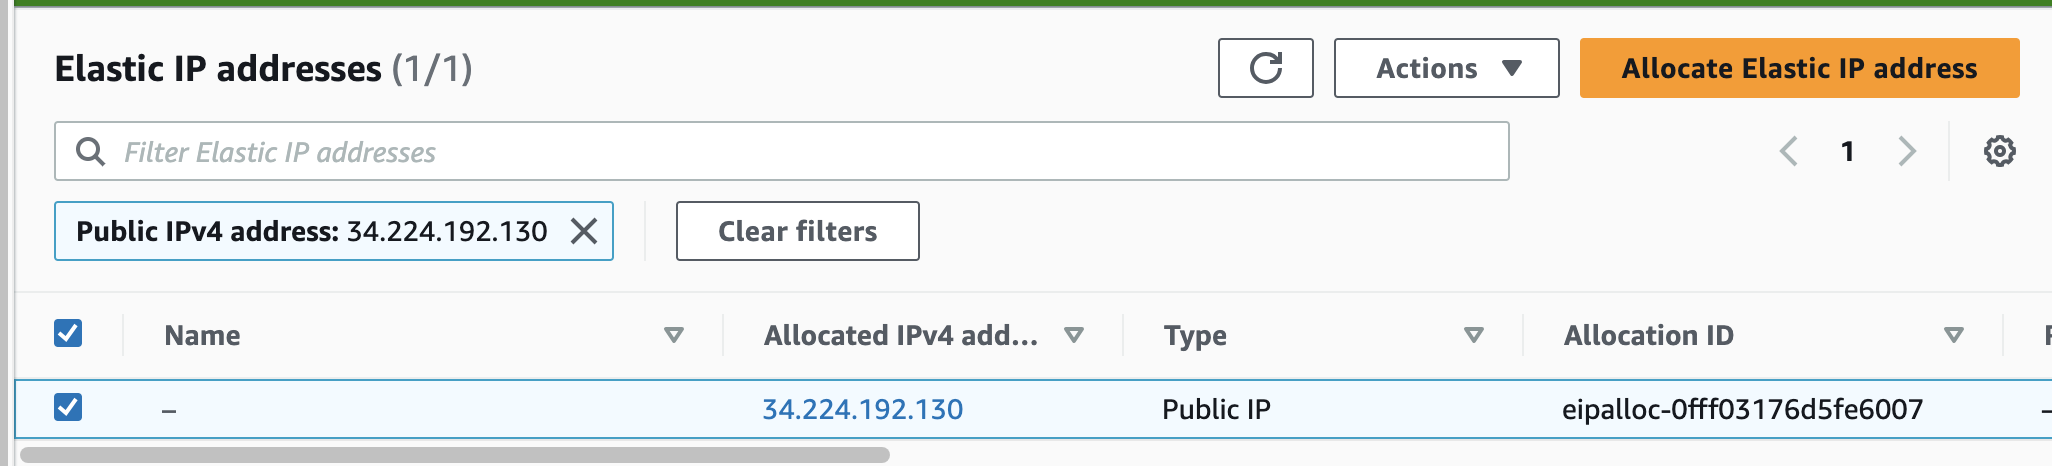 Elastic IP addresses (1/1)
Actions
Allocate Elastic IP address
Filter Elastic IP addresses
1
Public IPv4 address: 34.224.192.130
Clear filters
Name Allocated IPv4 add... Type Allocation ID
– 34.224.192.130 Public IP eipalloc-0fff03176d5fe6007 –